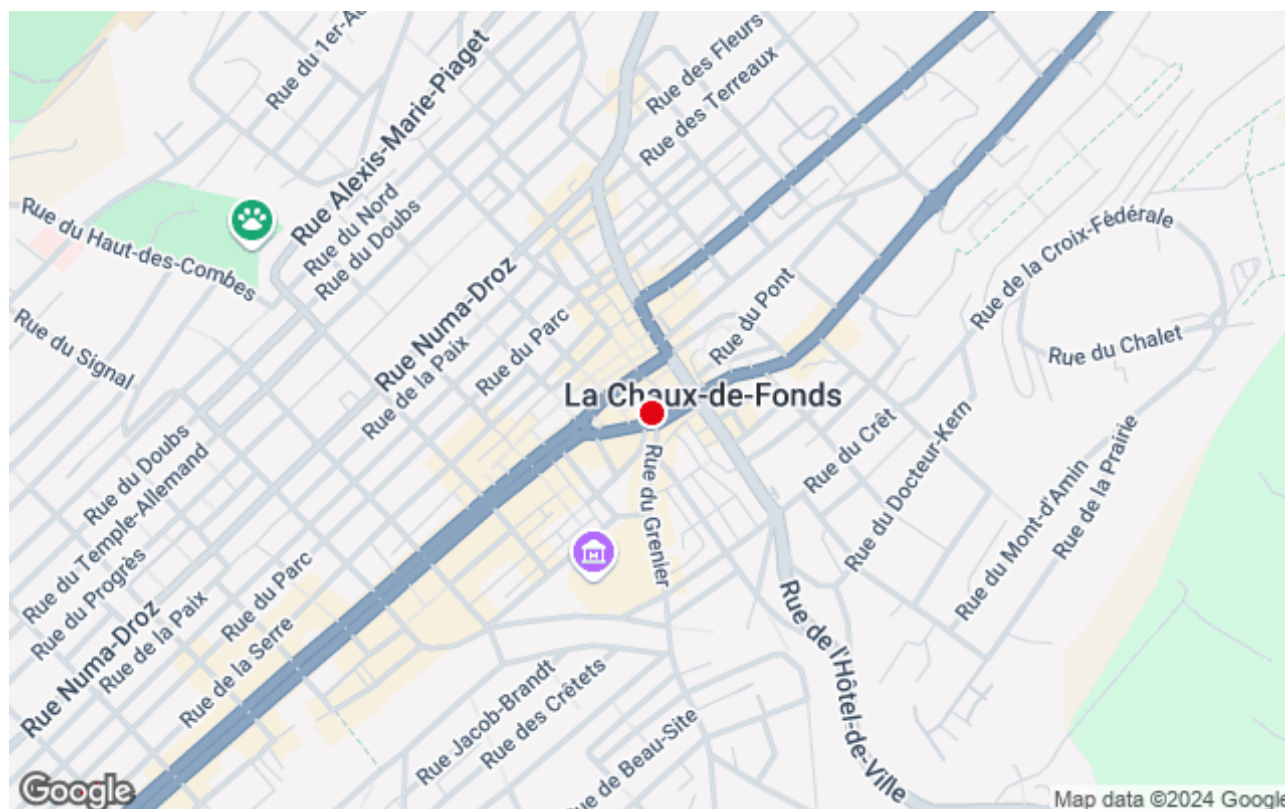 Rue du 1er-A
Rue Alexis-Marie-Piaget
Rue des Fleurs
Rue des Terreaux
Rue du Nord
Rue du Doubs
Rue du Haut-des-Combes
Rue de la Croix-Fédérale
Rue Numa-Droz
Rue du Pont
Rue du Parc
Rue de la Paix
Rue du Signal
Rue du Chalet
La Chaux-de-Fonds
Rue du Crêt
Rue du Docteur-Kern
Rue du Doubs
Rue du Temple-Allemand
Rue du Grenier
Rue du Mont-d'Amin
Rue de la Prairie
Rue du Progrès
Rue du Parc
Rue de la Paix
Rue de la Serre
Rue Numa-Droz
Rue de l'Hôtel-de-Ville
Rue Jacob-Brandt
Rue des Crêtets
Rue de Beau-Site
Google
Map data ©2024 Google